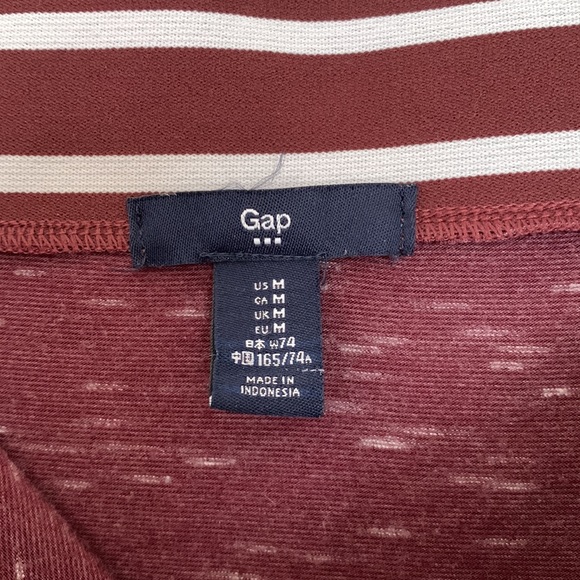 Gap
US M
CA M
UK M
EU M
日本 W74
中国 165/74A
MADE IN
INDONESIA